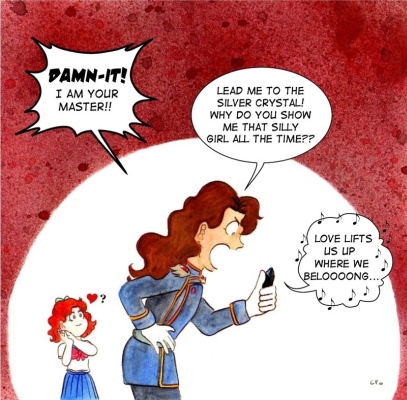 DAMN-IT!
I AM YOUR
MASTER!!
LEAD ME TO THE
SILVER CRYSTAL!
WHY DO YOU SHOW
ME THAT SILLY
GIRL ALL THE TIME??
LOVE LIFTS
US UP
WHERE WE
BELOOOONG...
?